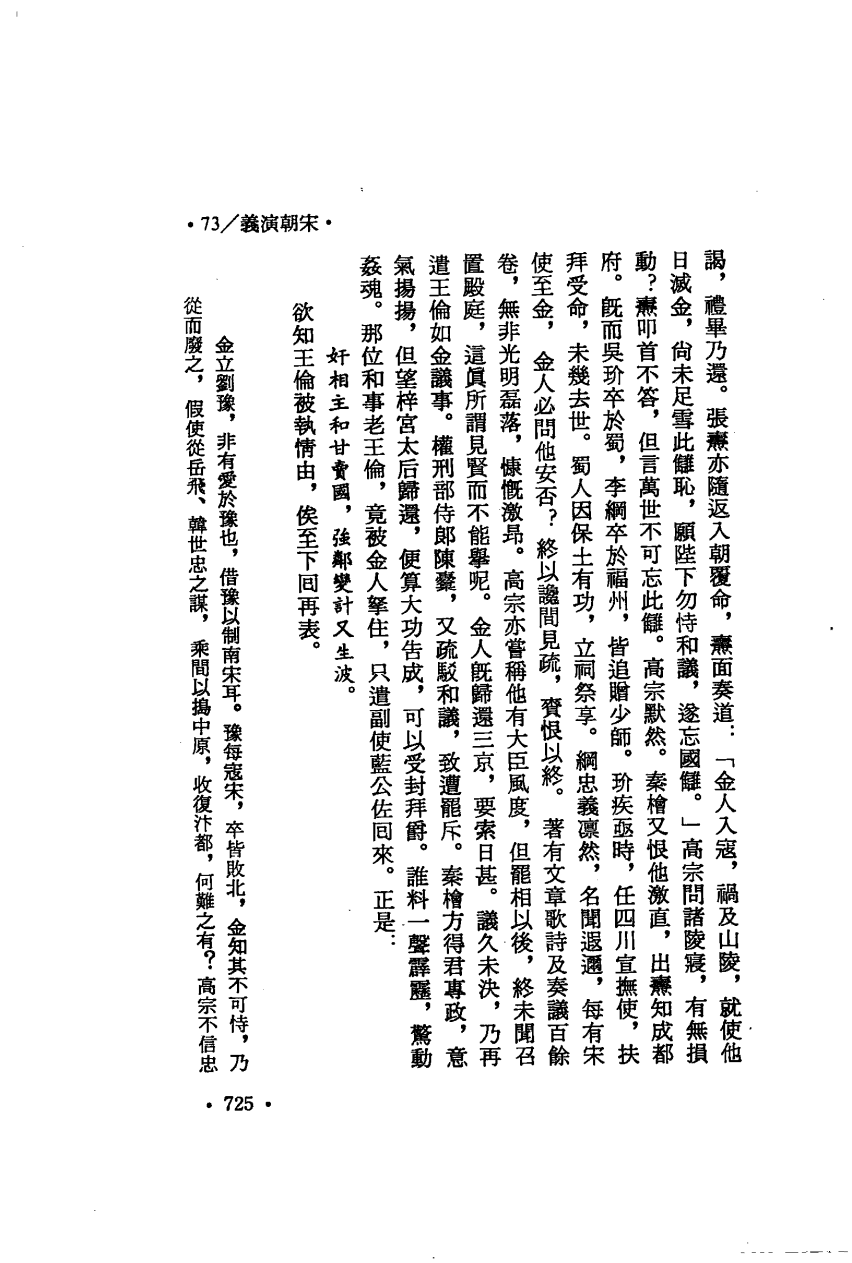 ·73/義演朝宋·
謁，禮畢乃還。張燾亦隨返入朝覆命，燾面奏道：「金人入寇，禍及山陵，就使他
日滅金，尙未足雪此讎恥，願陛下勿恃和議，遂忘國讎。」高宗問諸陵寢，有無損
動？燾叩首不答，但言萬世不可忘此讎。高宗默然。秦檜又恨他激直，出燾知成都
府。旣而吳玠卒於蜀，李綱卒於福州，皆追贈少師。玠疾亟時，任四川宣撫使，扶
拜受命，未幾去世。蜀人因保土有功，立祠祭享。綱忠義凛然，名聞遐邇，每有宋
使至金，金人必問他安否？終以讒間見疏，齎恨以終。著有文章歌詩及奏議百餘
卷，無非光明磊落，慷慨激昂。高宗亦嘗稱他有大臣風度，但罷相以後，終未聞召
置殿庭，這眞所謂見賢而不能擧呢。金人旣歸還三京，要索日甚。議久未決，乃再
遣王倫如金議事。權刑部侍郞陳櫜，又疏駁和議，致遭罷斥。秦檜方得君專政，意
氣揚揚，但望梓宮太后歸還，便算大功吿成，可以受封拜爵。誰料一聲霹靂，驚動
姦魂。那位和事老王倫，竟被金人拏住，只遣副使藍公佐囘來。正是：
奸相主和甘賣國，強鄰變計又生波。
欲知王倫被執情由，俟至下囘再表。
金立劉豫，非有愛於豫也，借豫以制南宋耳。豫每寇宋，卒皆敗北，金知其不可恃，乃
從而廢之，假使從岳飛、韓世忠之謀，乘間以搗中原，收復汴都，何難之有？高宗不信忠
·725·